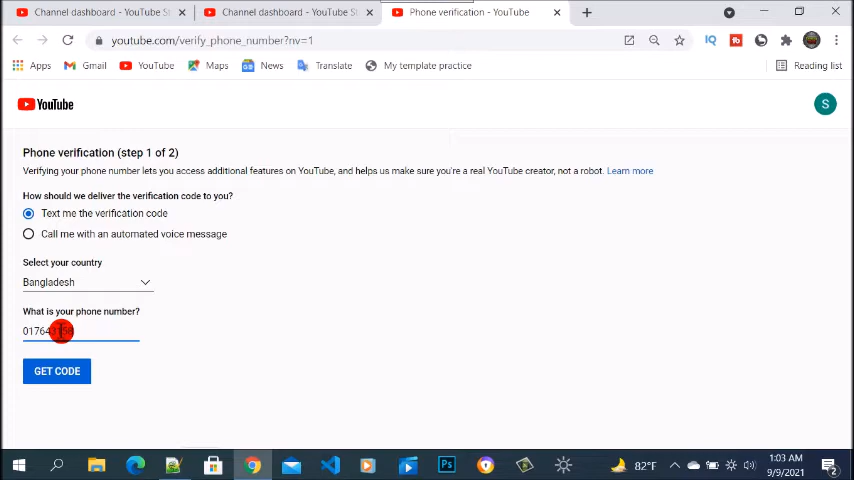 Channel dashboard - YouTube St
Channel dashboard - YouTube St
Phone verification - YouTube
youtube.com/verify_phone_number?nv=1
Apps
Gmail
YouTube
Maps
News
Translate
My template practice
Reading list
YouTube
S
Phone verification (step 1 of 2)
Verifying your phone number lets you access additional features on YouTube, and helps us make sure you're a real YouTube creator, not a robot. Learn more
How should we deliver the verification code to you?
Text me the verification code
Call me with an automated voice message
Select your country
Bangladesh
What is your phone number?
GET CODE
82°F
1:03 AM
9/9/2021